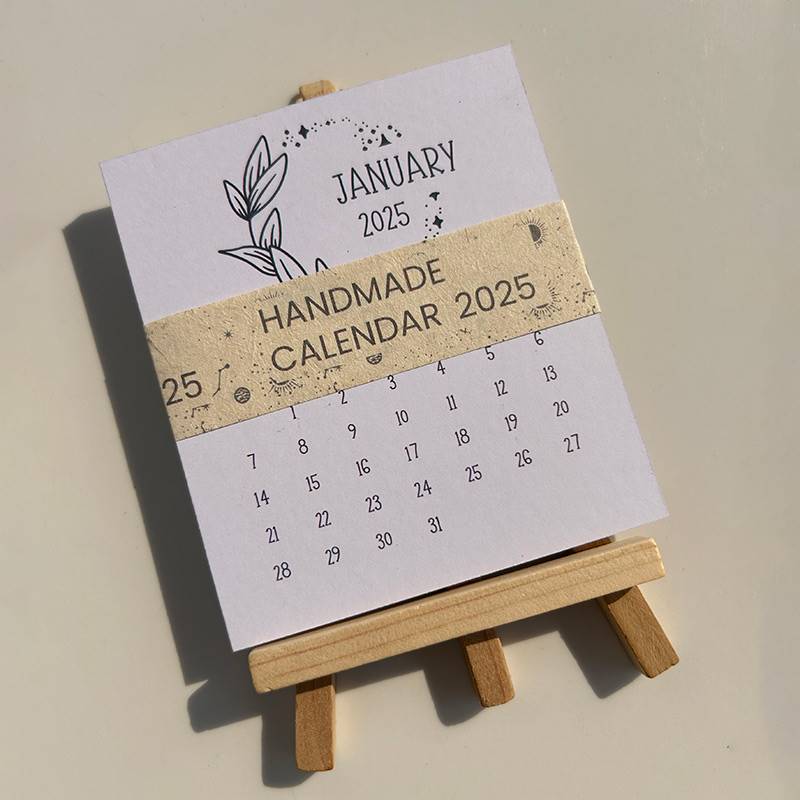 JANUARY
2025
HANDMADE
CALENDAR 2025
25
1 2 3 4 5 6
7 8 9 10 11 12 13
14 15 16 17 18 19 20
21 22 23 24 25 26 27
28 29 30 31